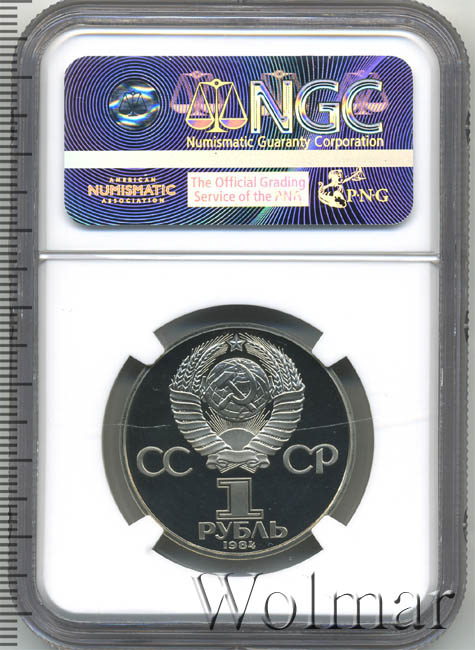 NGC
Numismatic Guaranty Corporation
AMERICAN
NUMISMATIC
ASSOCIATION
The Official Grading
Service of the ANA
PNG
СС СР
1
РУБЛЬ
1984
Wolmar